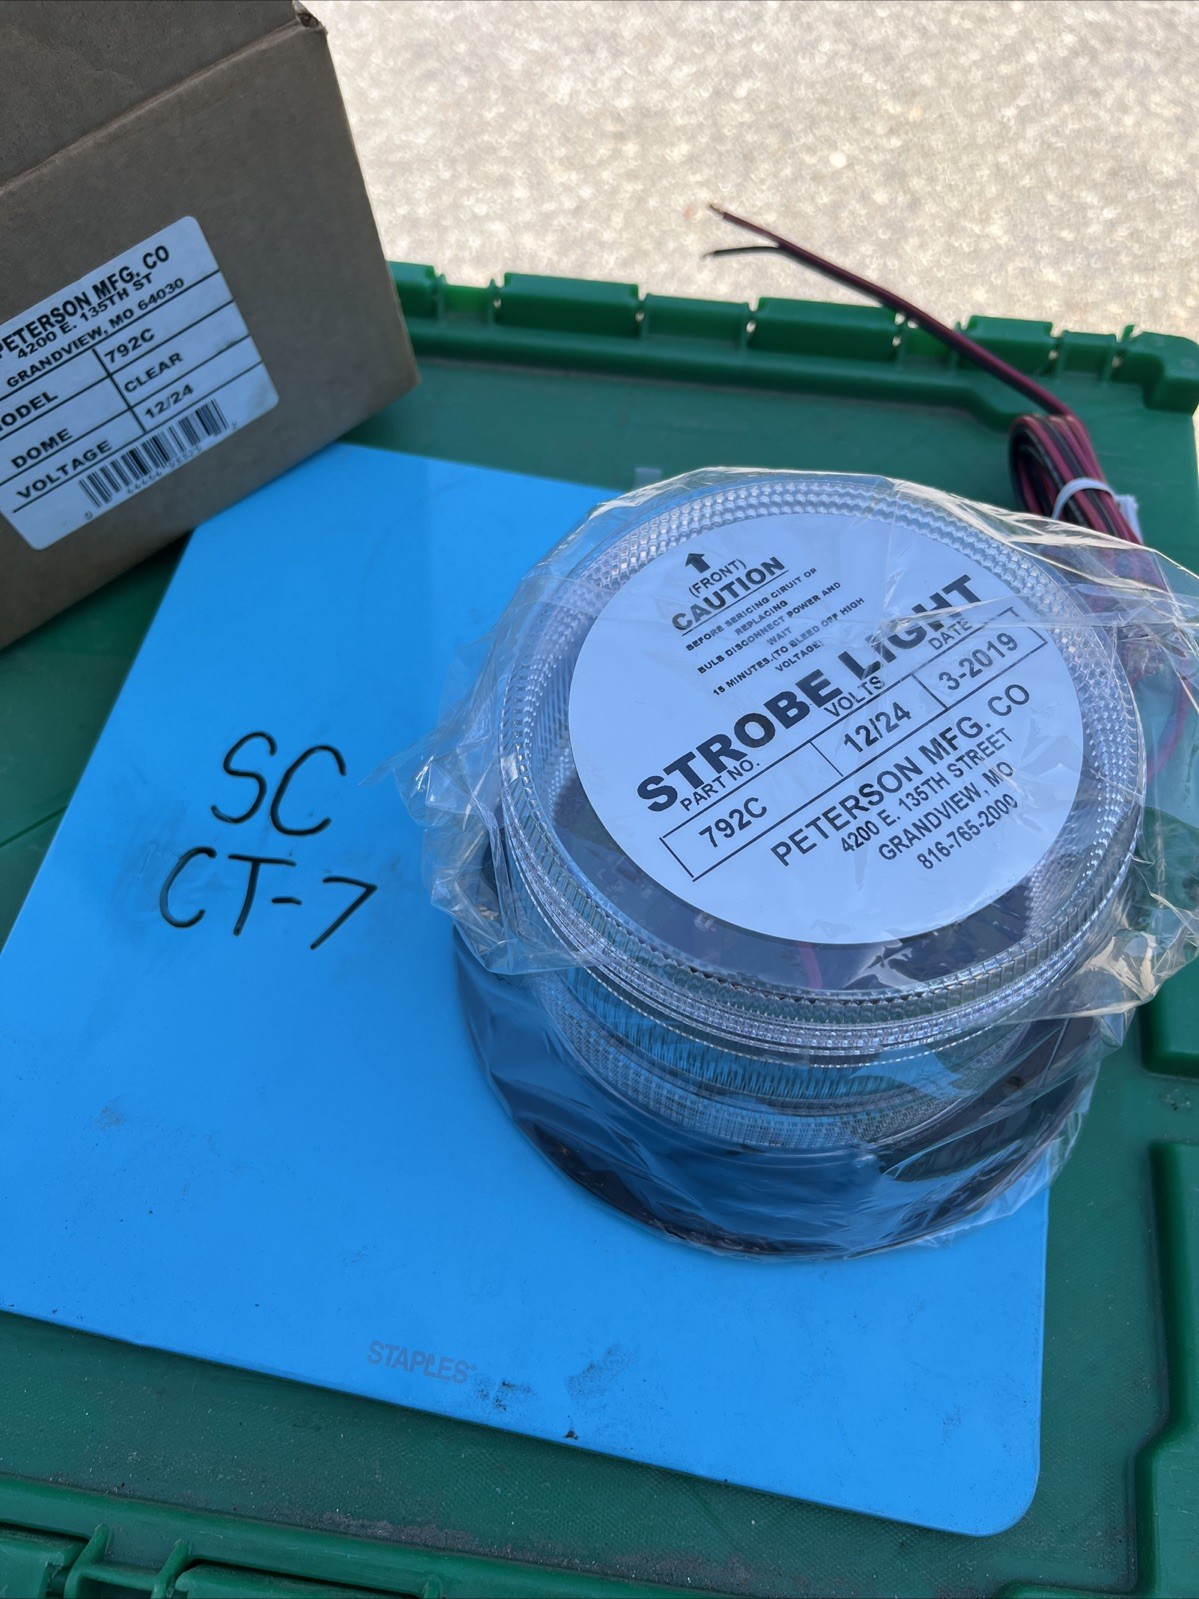 PETERSON MFG. CO
4200 E. 135TH ST
GRANDVIEW, MO 64030
MODEL 792C
DOME CLEAR
VOLTAGE 12/24
(FRONT)
CAUTION
BEFORE SERICING CIRUIT OR
REPLACING
BULB DISCONNECT POWER AND
WAIT
15 MINUTES.(TO BLEED OFF HIGH
VOLTAGE)
STROBE LIGHT
PART NO. VOLTS DATE
792C 12/24 3-2019
PETERSON MFG. CO
4200 E. 135TH STREET
GRANDVIEW, MO
816-765-2000
SC
CT-7
STAPLES